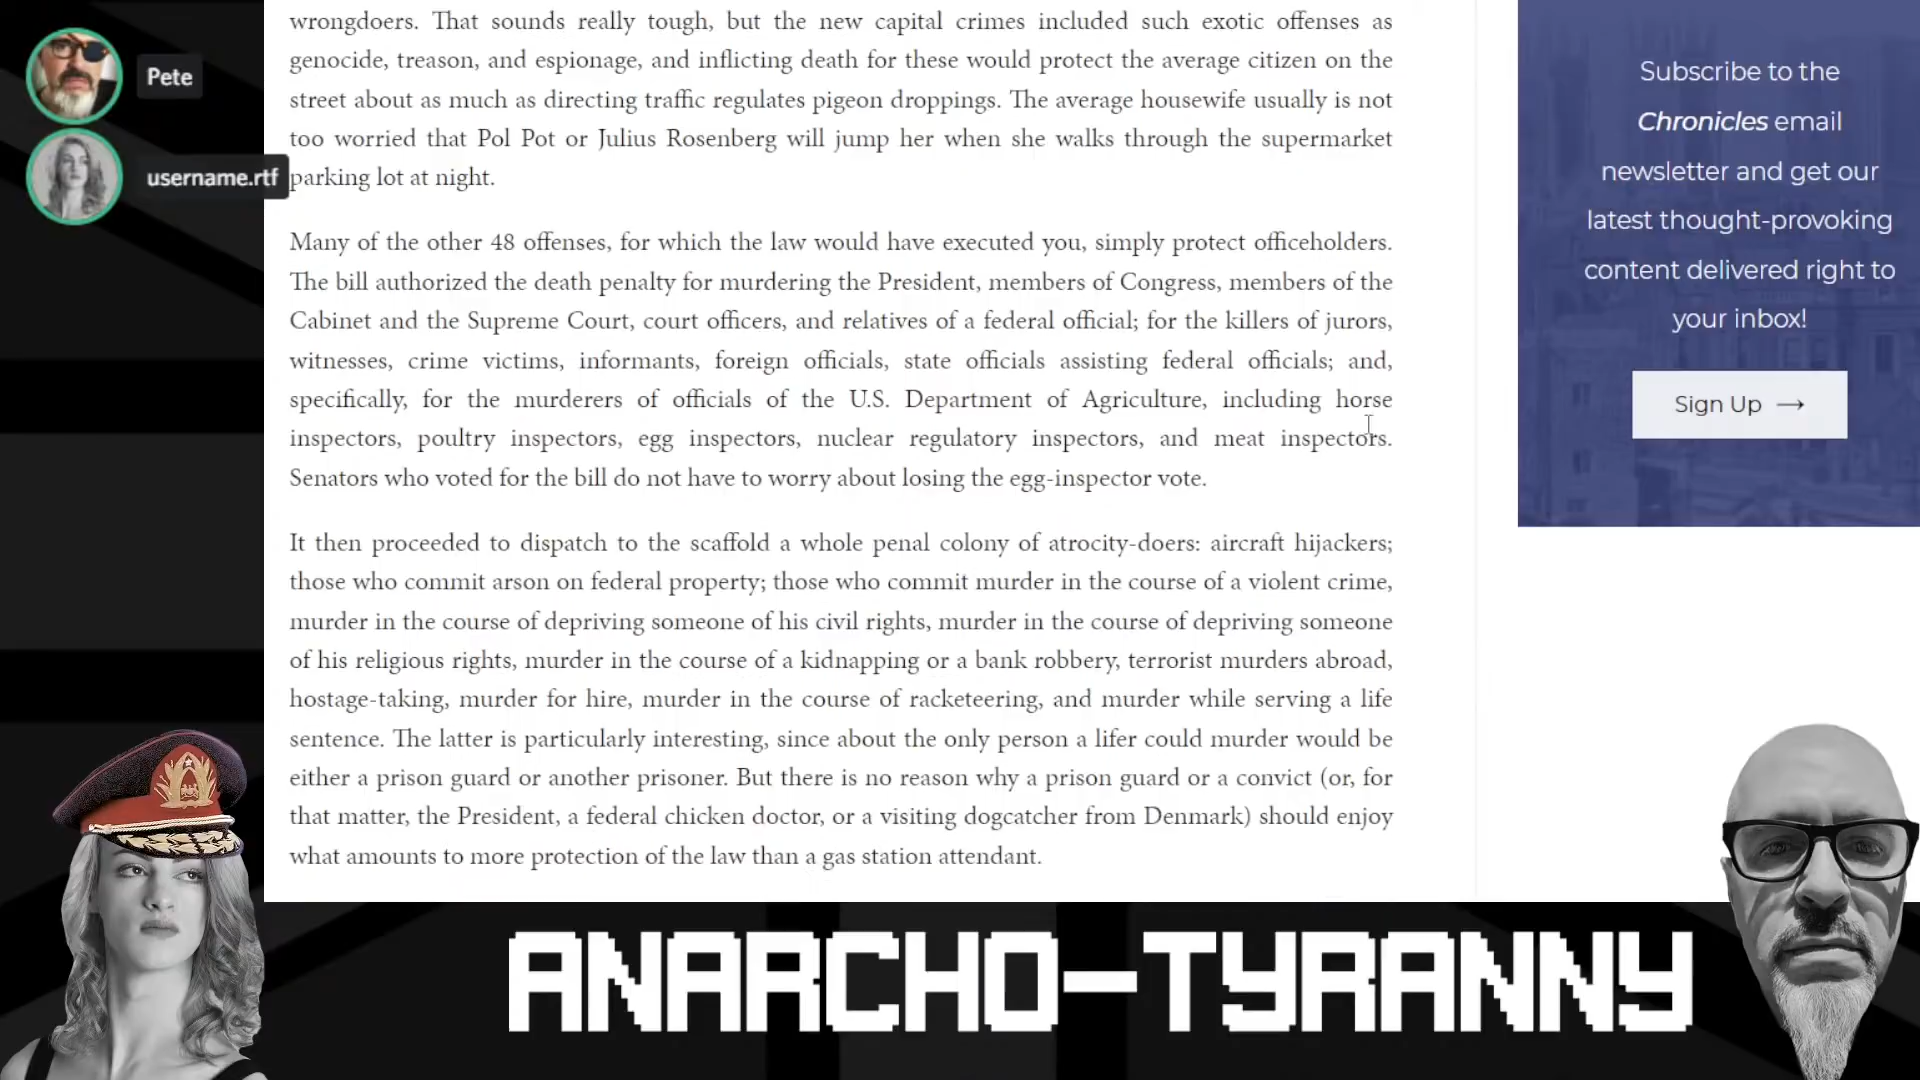 Pete
username.rtf
wrongdoers. That sounds really tough, but the new capital crimes included such exotic offenses as
genocide, treason, and espionage, and inflicting death for these would protect the average citizen on the
street about as much as directing traffic regulates pigeon droppings. The average housewife usually is not
too worried that Pol Pot or Julius Rosenberg will jump her when she walks through the supermarket
parking lot at night.
Many of the other 48 offenses, for which the law would have executed you, simply protect officeholders.
The bill authorized the death penalty for murdering the President, members of Congress, members of the
Cabinet and the Supreme Court, court officers, and relatives of a federal official; for the killers of jurors,
witnesses, crime victims, informants, foreign officials, state officials assisting federal officials; and,
specifically, for the murderers of officials of the U.S. Department of Agriculture, including horse
inspectors, poultry inspectors, egg inspectors, nuclear regulatory inspectors, and meat inspectors.
Senators who voted for the bill do not have to worry about losing the egg-inspector vote.
It then proceeded to dispatch to the scaffold a whole penal colony of atrocity-doers: aircraft hijackers;
those who commit arson on federal property; those who commit murder in the course of a violent crime,
murder in the course of depriving someone of his civil rights, murder in the course of depriving someone
of his religious rights, murder in the course of a kidnapping or a bank robbery, terrorist murders abroad,
hostage-taking, murder for hire, murder in the course of racketeering, and murder while serving a life
sentence. The latter is particularly interesting, since about the only person a lifer could murder would be
either a prison guard or another prisoner. But there is no reason why a prison guard or a convict (or, for
that matter, the President, a federal chicken doctor, or a visiting dogcatcher from Denmark) should enjoy
what amounts to more protection of the law than a gas station attendant.
Subscribe to the
Chronicles email
newsletter and get our
latest thought-provoking
content delivered right to
your inbox!
Sign Up →
ANARCHO-TYRANNY